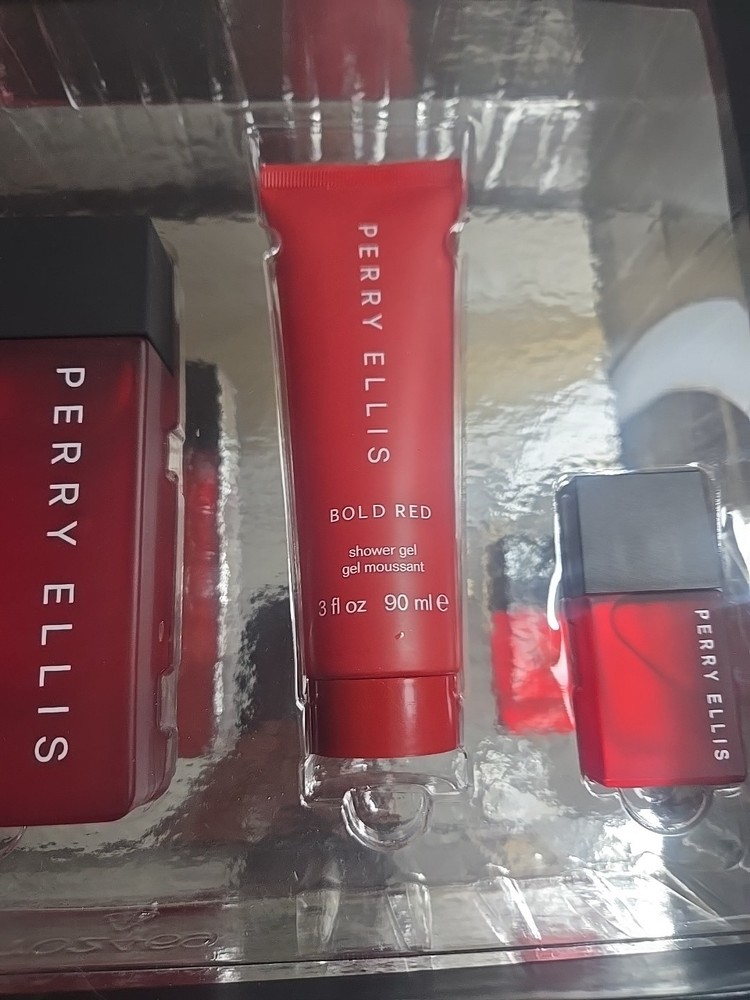 PERRY ELLIS
PERRY ELLIS
BOLD RED
shower gel
gel moussant
3 fl oz 90 ml ℮
PERRY ELLIS